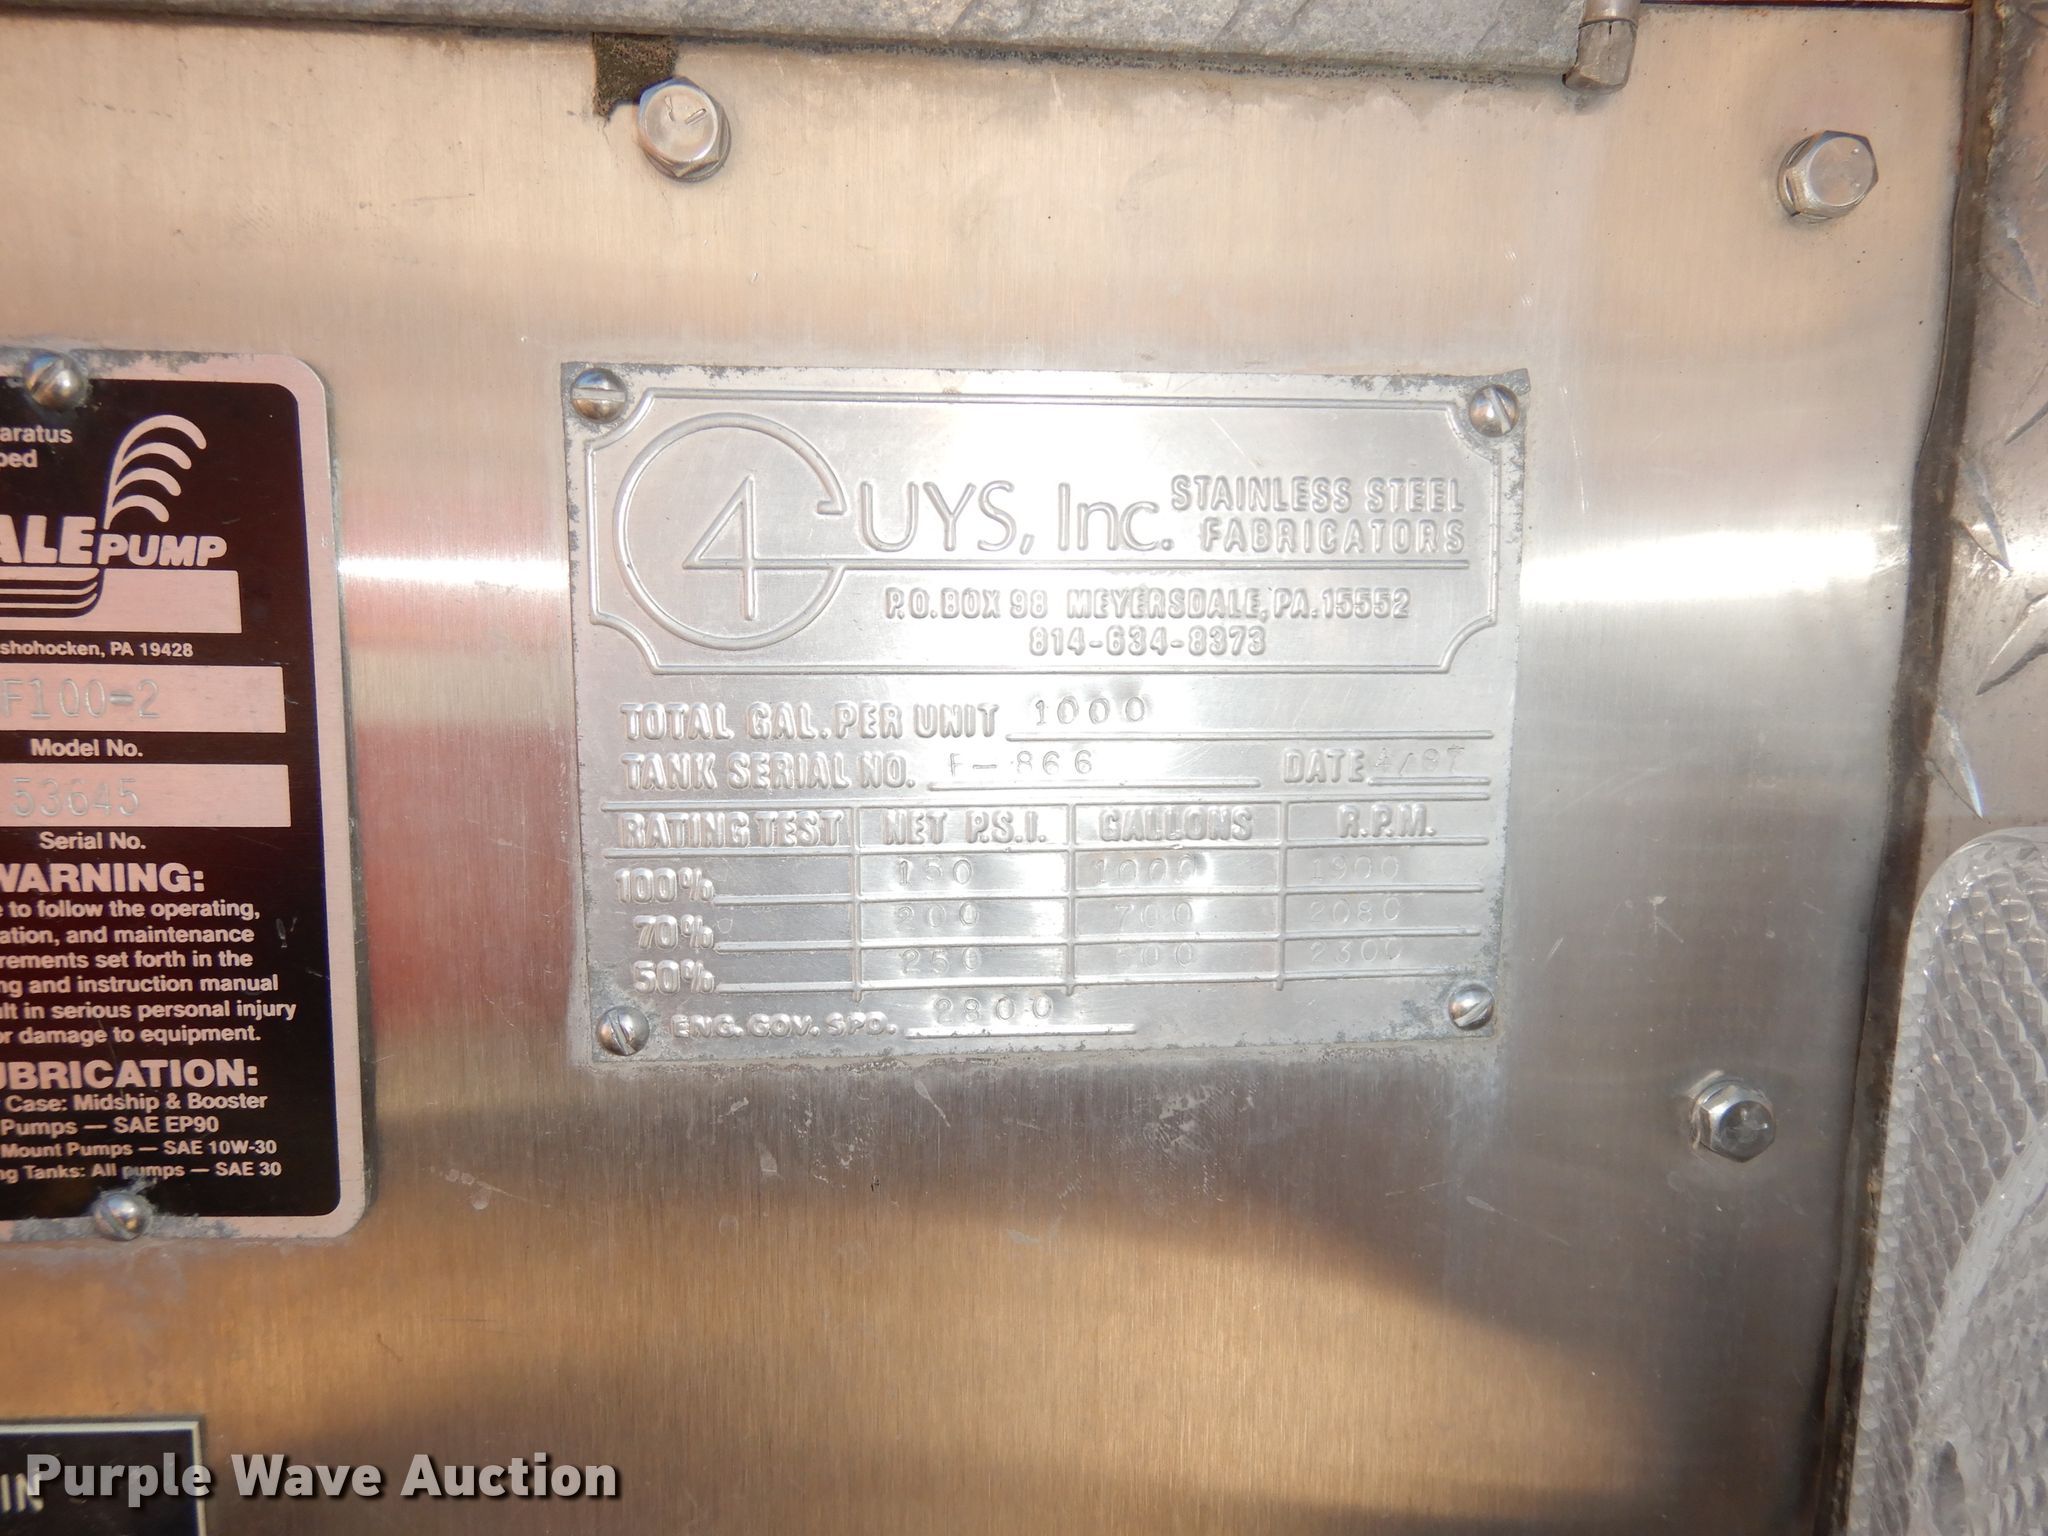 aratus
ped
ALE PUMP
shohocken, PA 19428
F100-2
Model No.
53645
Serial No.
WARNING:
e to follow the operating,
ation, and maintenance
rements set forth in the
ng and instruction manual
ult in serious personal injury
or damage to equipment.
UBRICATION:
Case: Midship & Booster
Pumps — SAE EP90
Mount Pumps — SAE 10W-30
ng Tanks: All pumps — SAE 30
4 GUYS, Inc. STAINLESS STEEL
FABRICATORS
P.O. BOX 98 MEYERSDALE, PA. 15552
814-634-8373
TOTAL GAL. PER UNIT 1000
TANK SERIAL NO. F-866 DATE 4/87
RATING TEST NET P.S.I. GALLONS R.P.M.
100% 150 1000 1900
70% 200 700 2080
50% 250 2300
ENG. GOV. SPD. 2800
IN
Purple Wave Auction